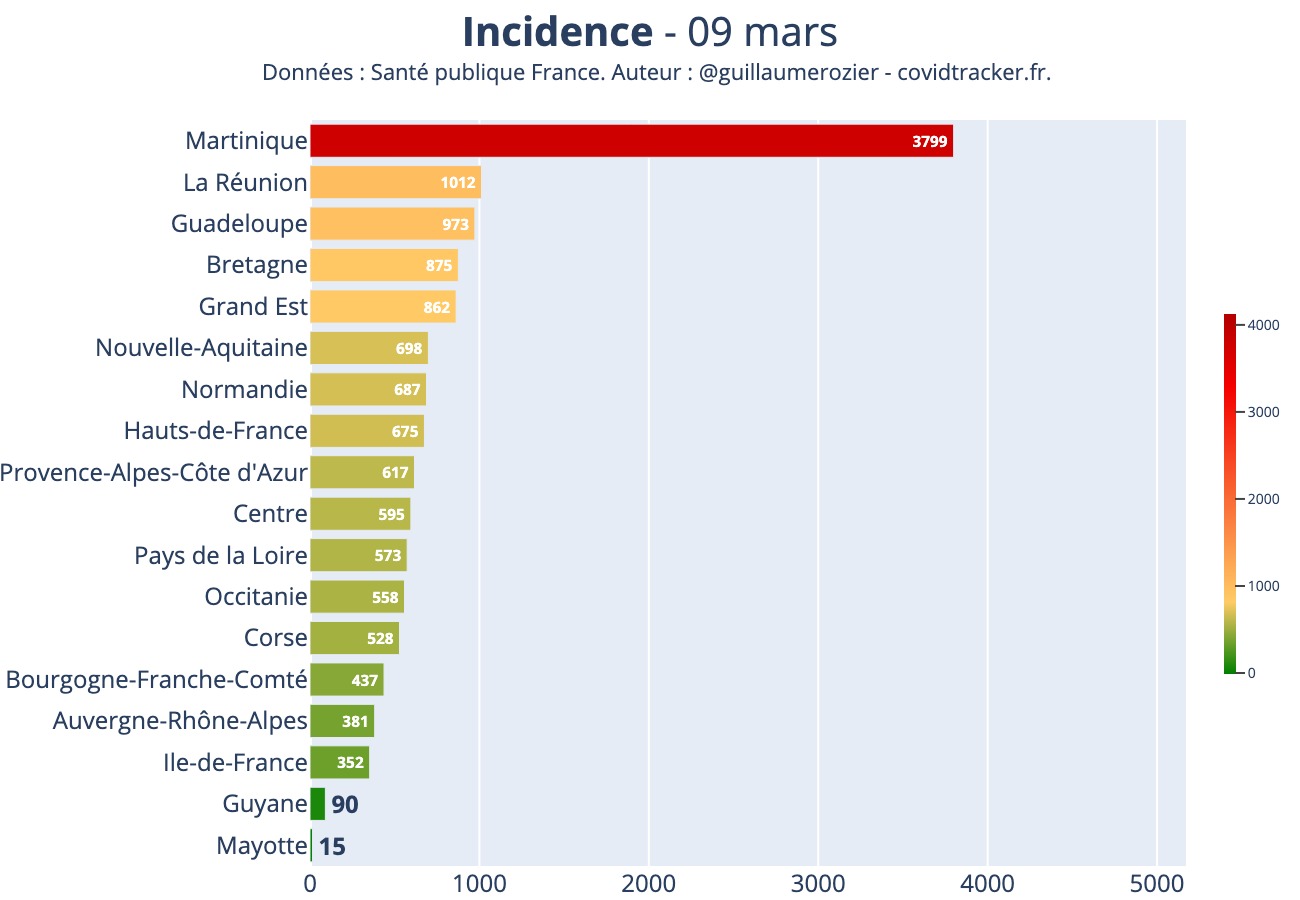 Incidence - 09 mars
Données : Santé publique France. Auteur : @guillaumerozier - covidtracker.fr.
Martinique 3799
La Réunion 1012
Guadeloupe 973
Bretagne 875
Grand Est 862
Nouvelle-Aquitaine 698
Normandie 687
Hauts-de-France 675
Provence-Alpes-Côte d'Azur 617
Centre 595
Pays de la Loire 573
Occitanie 558
Corse 528
Bourgogne-Franche-Comté 437
Auvergne-Rhône-Alpes 381
Ile-de-France 352
Guyane 90
Mayotte 15
0 1000 2000 3000 4000 5000
4000
3000
2000
1000
0